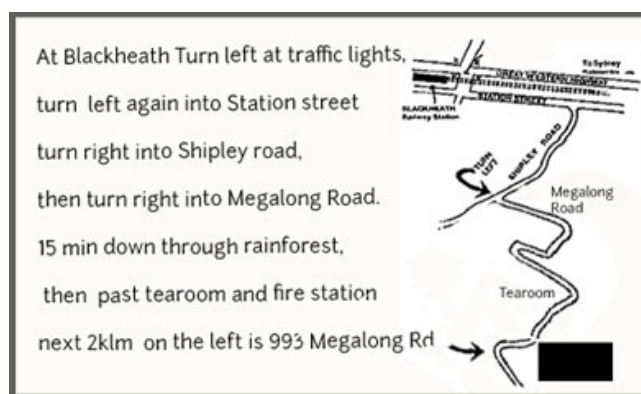 At Blackheath Turn left at traffic lights,
turn left again into Station street
turn right into Shipley road,
then turn right into Megalong Road.
15 min down through rainforest,
then past tearoom and fire station
next 2klm on the left is 993 Megalong Rd
To Sydney
GREAT WESTERN HIGHWAY
STATION STREET
BLACKHEATH
Railway Station
TURN
LEFT
SHIPLEY ROAD
Megalong
Road
Tearoom